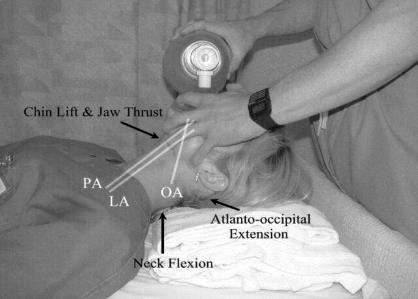 Chin Lift & Jaw Thrust
PA
LA
OA
Atlanto-occipital
Extension
Neck Flexion